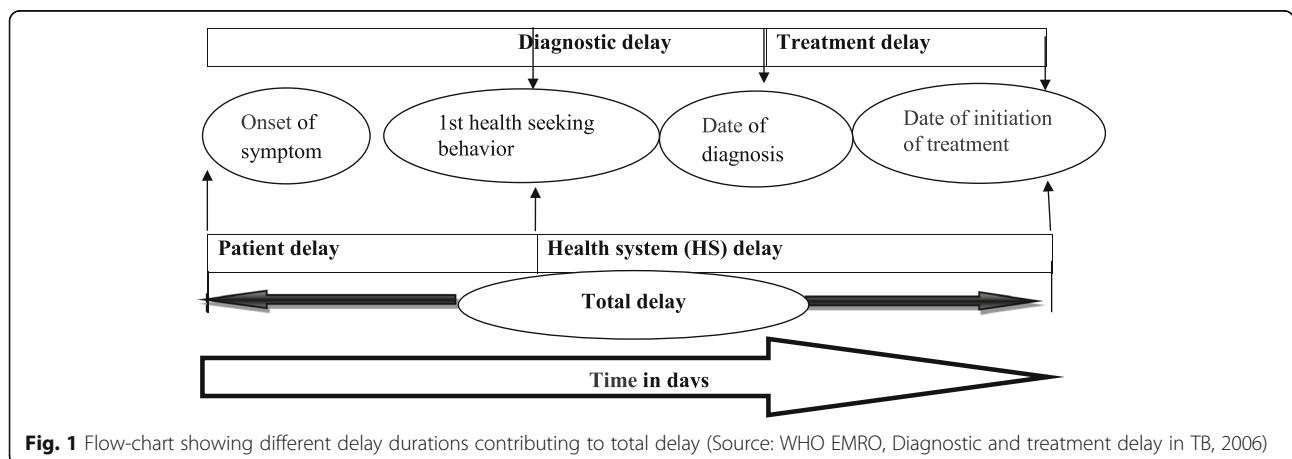 Diagnostic delay Treatment delay
Onset of
symptom
1st health seeking
behavior
Date of
diagnosis
Date of initiation
of treatment
Patient delay Health system (HS) delay
Total delay
Time in days
Fig. 1 Flow-chart showing different delay durations contributing to total delay (Source: WHO EMRO, Diagnostic and treatment delay in TB, 2006)